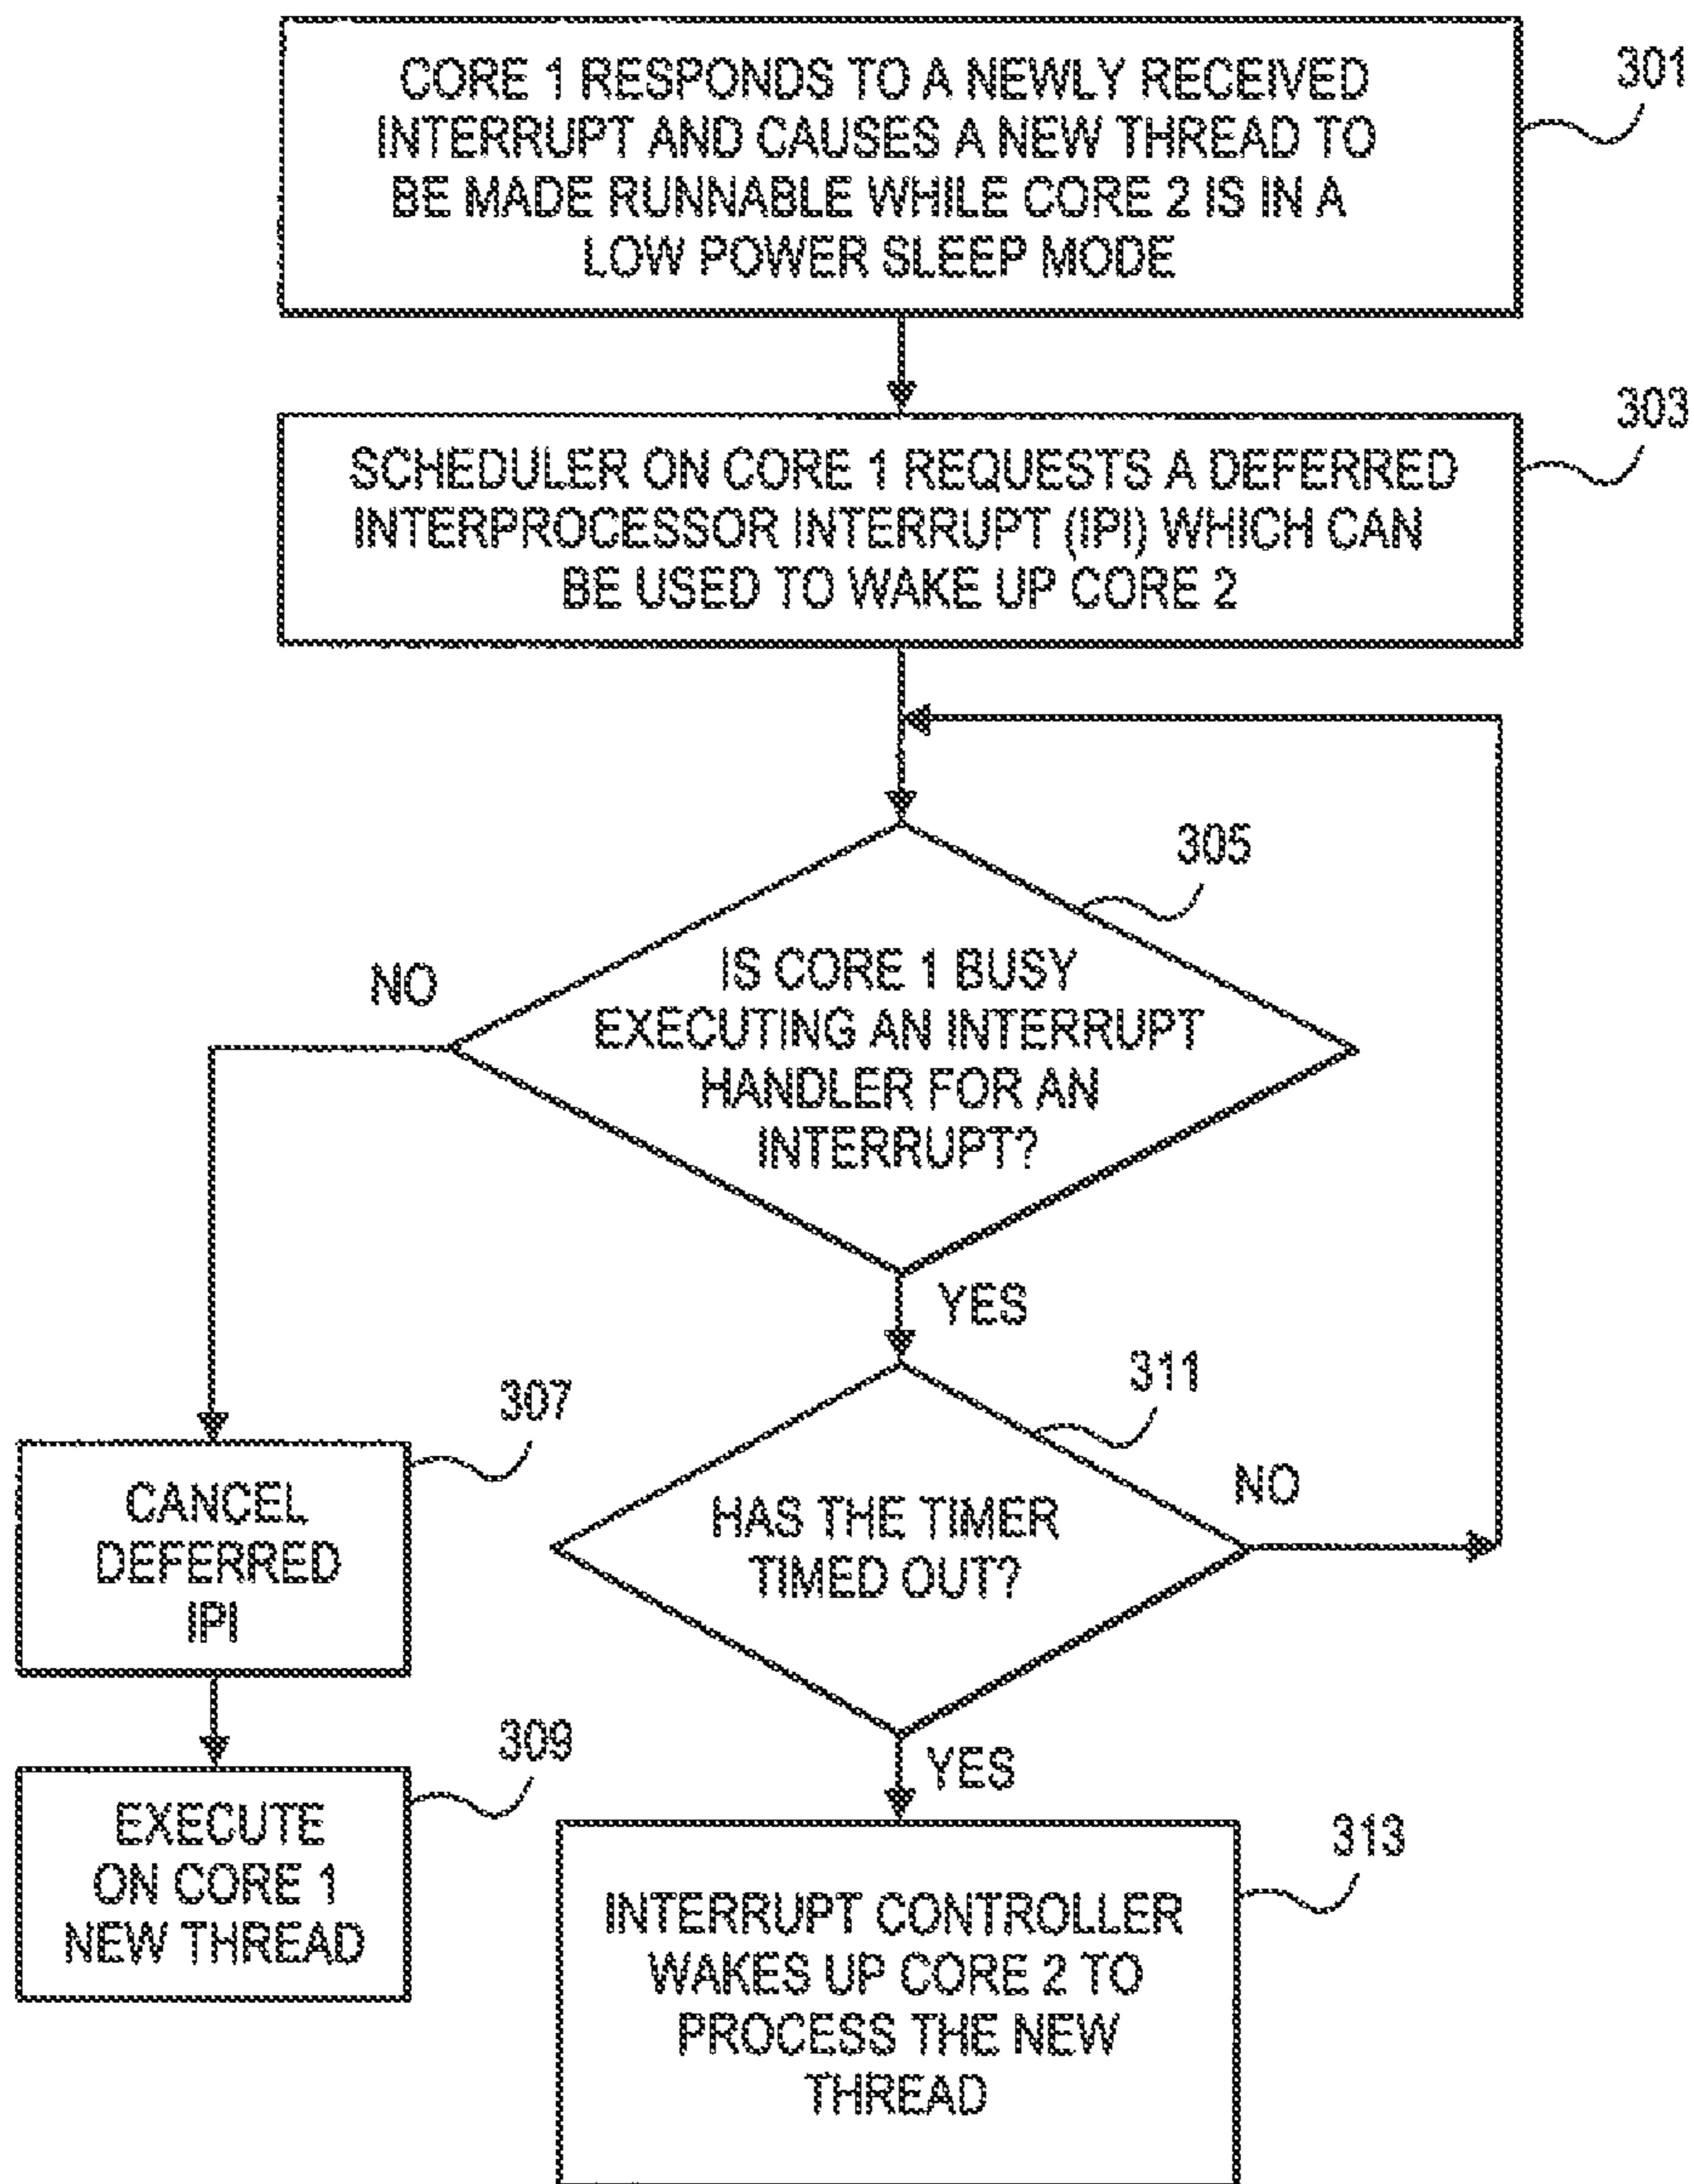 CORE 1 RESPONDS TO A NEWLY RECEIVED
INTERRUPT AND CAUSES A NEW THREAD TO
BE MADE RUNNABLE WHILE CORE 2 IS IN A
LOW POWER SLEEP MODE
301
SCHEDULER ON CORE 1 REQUESTS A DEFERRED
INTERPROCESSOR INTERRUPT (IPI) WHICH CAN
BE USED TO WAKE UP CORE 2
303
305
IS CORE 1 BUSY
EXECUTING AN INTERRUPT
HANDLER FOR AN
INTERRUPT?
NO
YES
307
CANCEL
DEFERRED
IPI
309
EXECUTE
ON CORE 1
NEW THREAD
311
HAS THE TIMER
TIMED OUT?
NO
YES
313
INTERRUPT CONTROLLER
WAKES UP CORE 2 TO
PROCESS THE NEW
THREAD